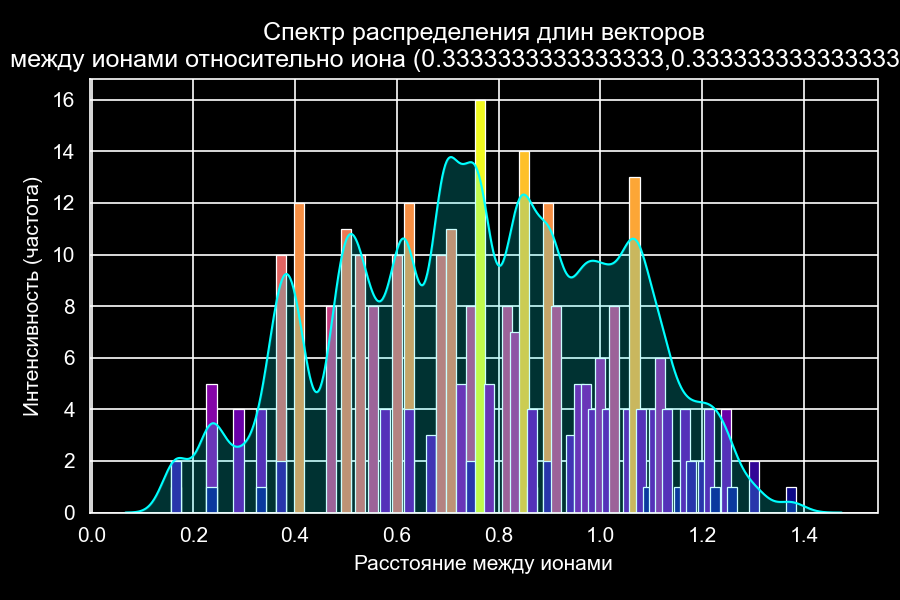 Спектр распределения длин векторов
между ионами относительно иона (0.3333333333333333,0.333333333333333
Интенсивность (частота)
16
14
12
10
8
6
4
2
0
0.0 0.2 0.4 0.6 0.8 1.0 1.2 1.4
Расстояние между ионами